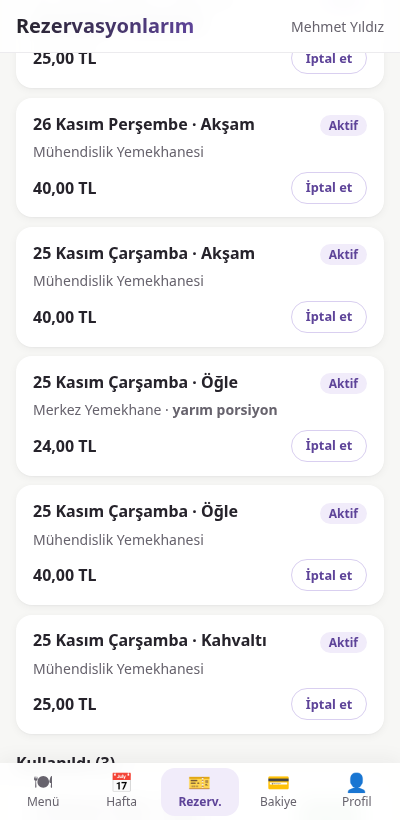 Rezervasyonlarım
Mehmet Yıldız
25,00 TL
İptal et
26 Kasım Perşembe · Akşam
Aktif
Mühendislik Yemekhanesi
40,00 TL
İptal et
25 Kasım Çarşamba · Akşam
Aktif
Mühendislik Yemekhanesi
40,00 TL
İptal et
25 Kasım Çarşamba · Öğle
Aktif
Merkez Yemekhane · yarım porsiyon
24,00 TL
İptal et
25 Kasım Çarşamba · Öğle
Aktif
Mühendislik Yemekhanesi
40,00 TL
İptal et
25 Kasım Çarşamba · Kahvaltı
Aktif
Mühendislik Yemekhanesi
25,00 TL
İptal et
Kullanıldı (3)
Menü
Hafta
Rezerv.
Bakiye
Profil